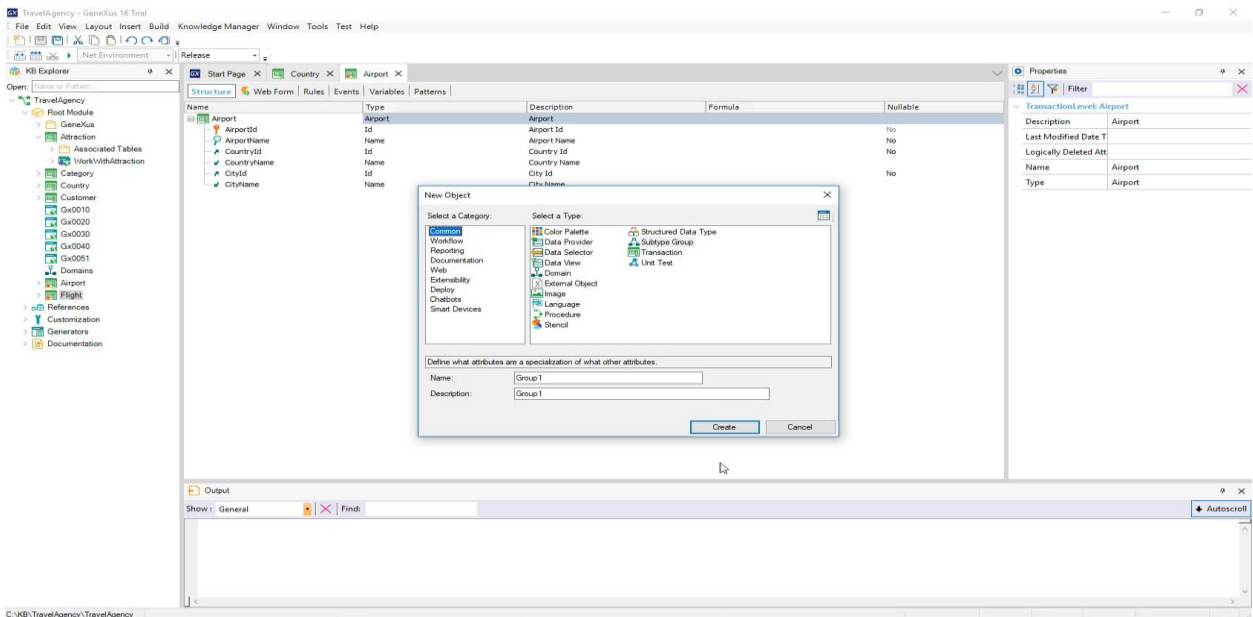 TravelAgency - GeneXus 16 Trial
File Edit View Layout Insert Build Knowledge Manager Window Tools Test Help
.Net Environment Release
KB Explorer
Open: Name or Pattern ...
TravelAgency
Root Module
GeneXus
Attraction
Associated Tables
WorkWithAttraction
Category
Country
Customer
Gx0010
Gx0020
Gx0030
Gx0040
Gx0051
Domains
Airport
Flight
References
Customization
Generators
Documentation
Start Page Country Airport
Structure Web Form Rules Events Variables Patterns
Name Type Description Formula Nullable
Airport Airport Airport
AirportId Id Airport Id No
AirportName Name Airport Name No
CountryId Id Country Id No
CountryName Name Country Name
CityId Id City Id No
CityName Name City Name
New Object
Select a Category: Select a Type:
Common
Workflow
Reporting
Documentation
Web
Extensibility
Deploy
Chatbots
Smart Devices
Color Palette
Data Provider
Data Selector
Data View
Domain
External Object
Image
Language
Procedure
Stencil
Structured Data Type
Subtype Group
Transaction
Unit Test
Define what attributes are a specialization of what other attributes.
Name: Group1
Description: Group1
Create Cancel
Properties
Filter
TransactionLevel: Airport
Description Airport
Last Modified Date T
Logically Deleted Att
Name Airport
Type Airport
Output
Show: General Find: Autoscroll
C:\KB\TravelAgency\TravelAgency